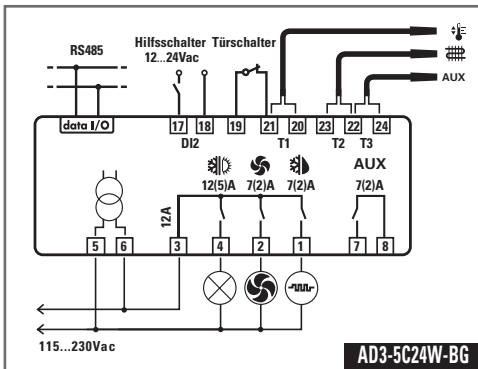 RS485
Hilfsschalter
12...24Vac
Türschalter
AUX
data I/O
17 18 19 21 20 23 22 24
DI2 T1 T2 T3
AUX
12(5)A 7(2)A 7(2)A 7(2)A
12A
5 6 3 4 2 1 7 8
115...230Vac
AD3-5C24W-BG